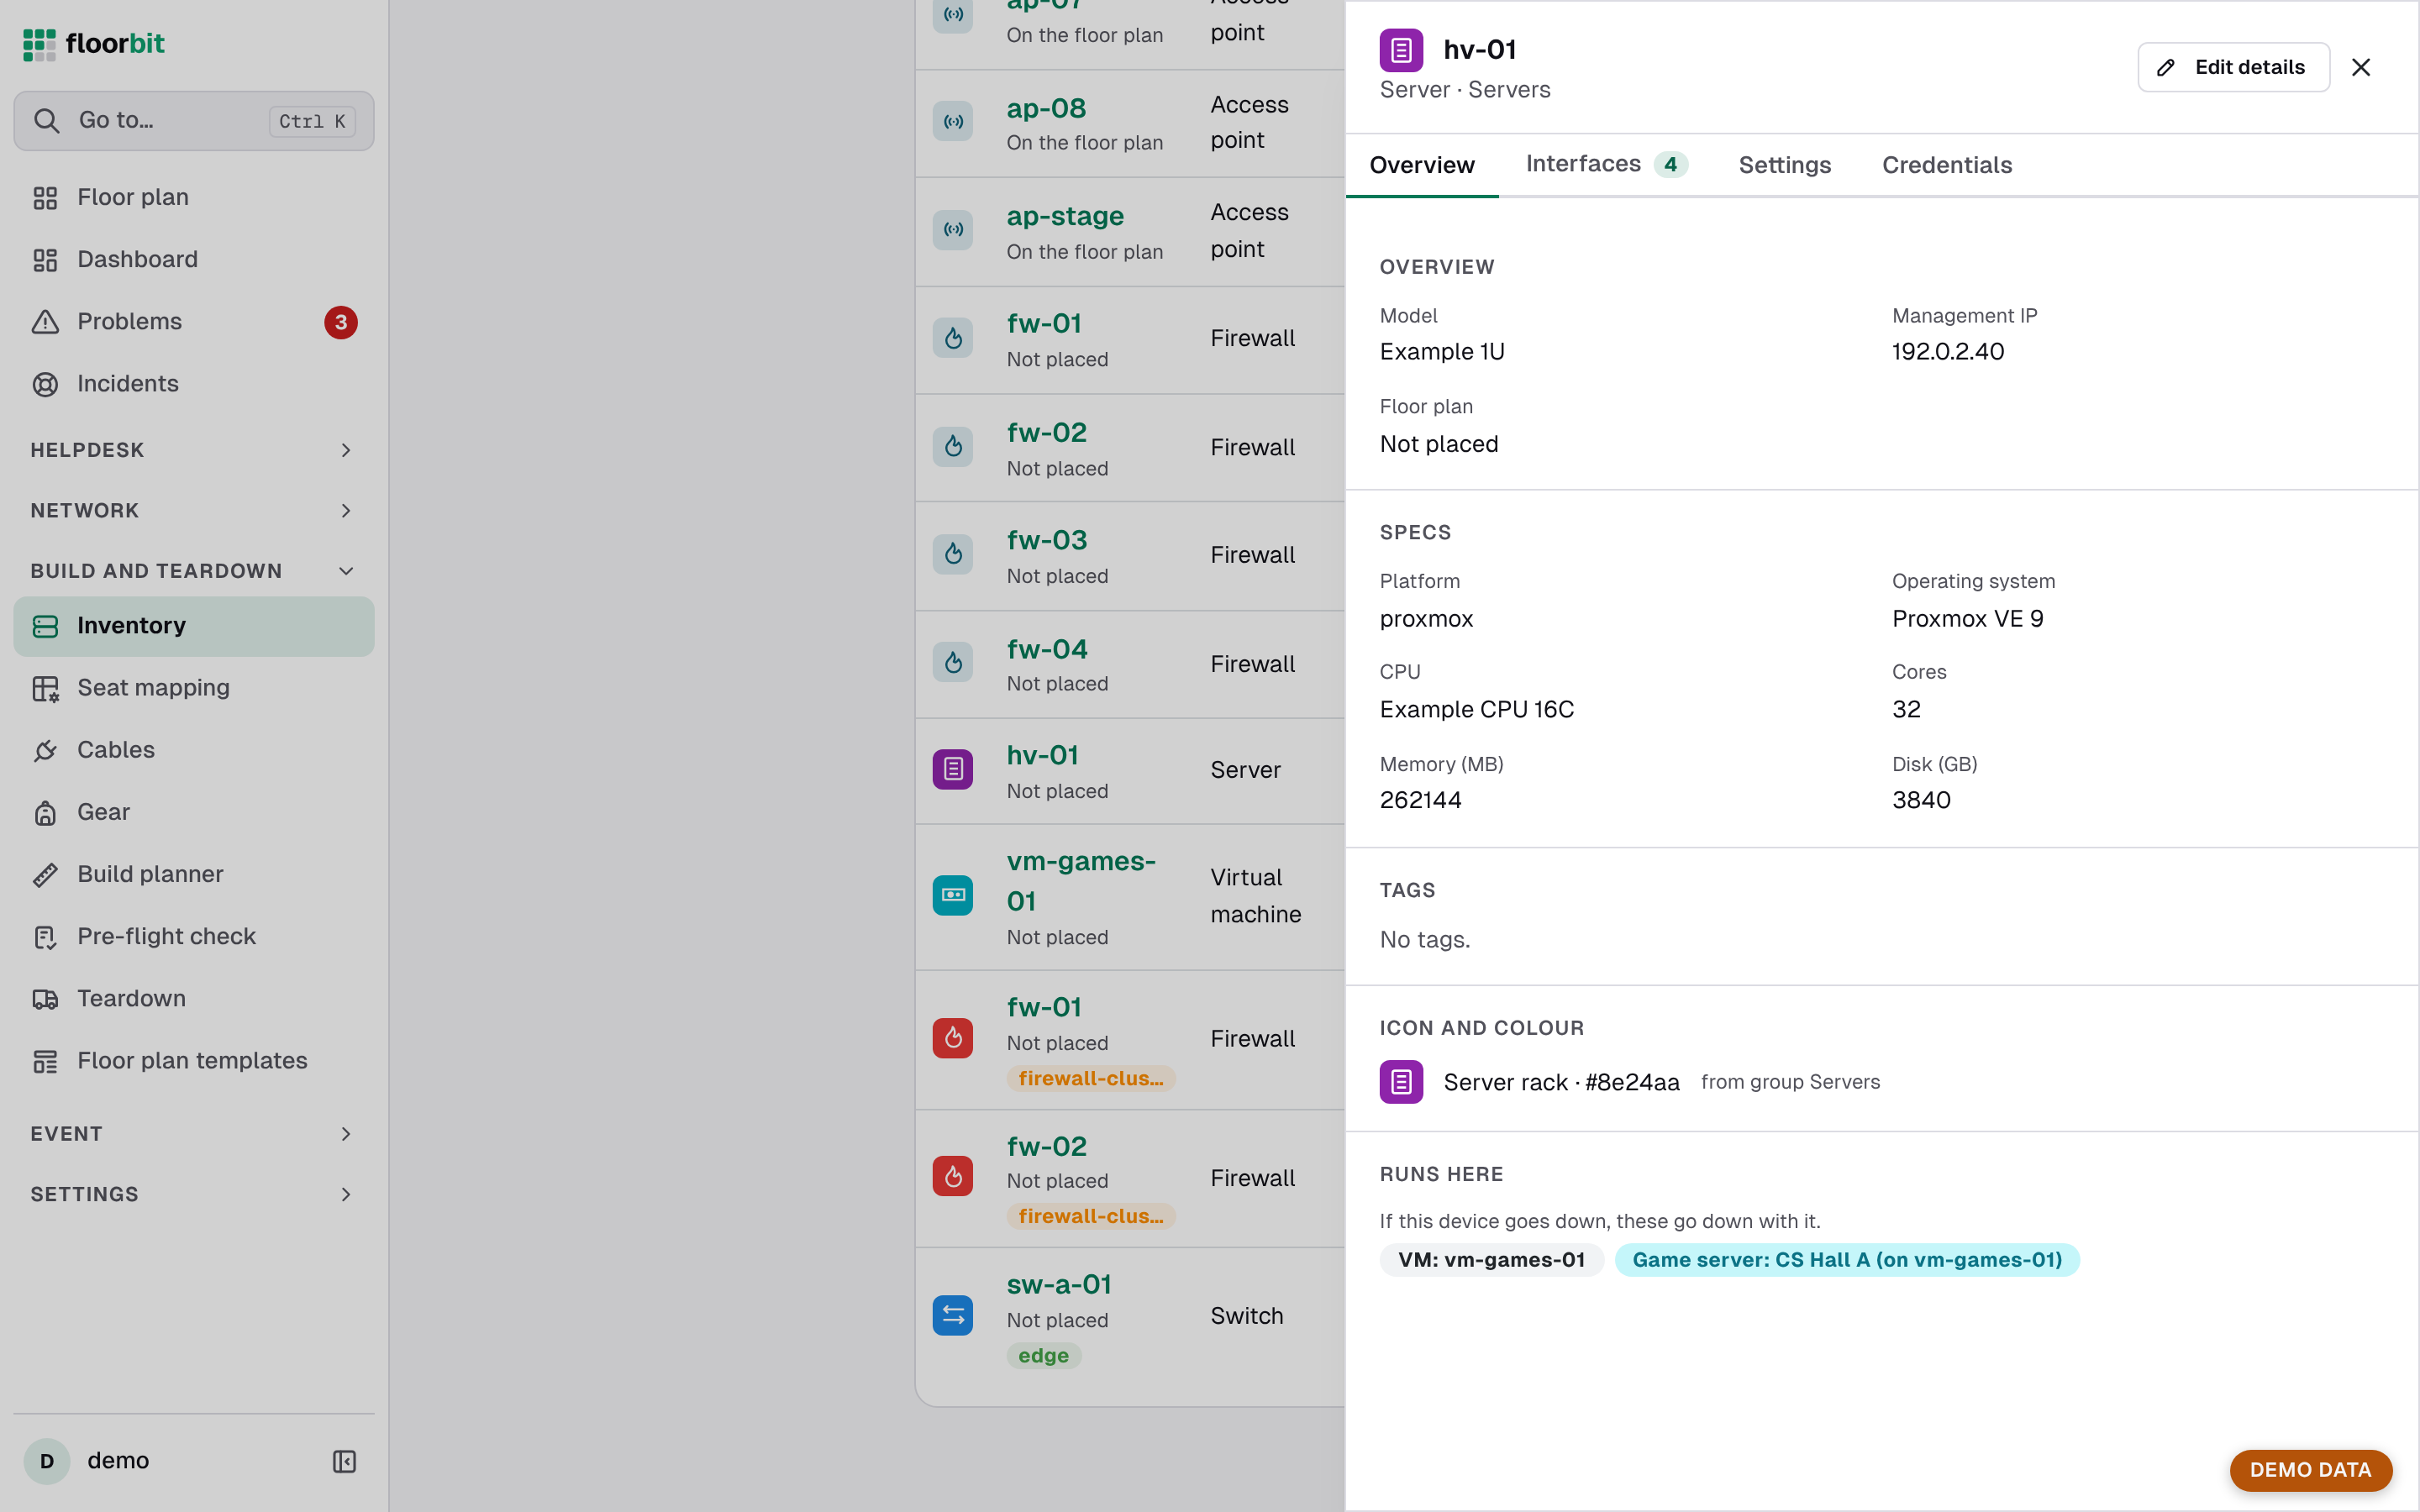 floorbit
Go to...
Ctrl K
Floor plan
Dashboard
Problems
3
Incidents
HELPDESK
NETWORK
BUILD AND TEARDOWN
Inventory
Seat mapping
Cables
Gear
Build planner
Pre-flight check
Teardown
Floor plan templates
EVENT
SETTINGS
D
demo
ap-07
On the floor plan
Access
point
ap-08
On the floor plan
Access
point
ap-stage
On the floor plan
Access
point
fw-01
Not placed
Firewall
fw-02
Not placed
Firewall
fw-03
Not placed
Firewall
fw-04
Not placed
Firewall
hv-01
Not placed
Server
vm-games-
01
Not placed
Virtual
machine
fw-01
Not placed
firewall-clus...
Firewall
fw-02
Not placed
firewall-clus...
Firewall
sw-a-01
Not placed
edge
Switch
hv-01
Server · Servers
Edit details
Overview
Interfaces 4
Settings
Credentials
OVERVIEW
Model
Example 1U
Management IP
192.0.2.40
Floor plan
Not placed
SPECS
Platform
proxmox
Operating system
Proxmox VE 9
CPU
Example CPU 16C
Cores
32
Memory (MB)
262144
Disk (GB)
3840
TAGS
No tags.
ICON AND COLOUR
Server rack · #8e24aa from group Servers
RUNS HERE
If this device goes down, these go down with it.
VM: vm-games-01
Game server: CS Hall A (on vm-games-01)
DEMO DATA